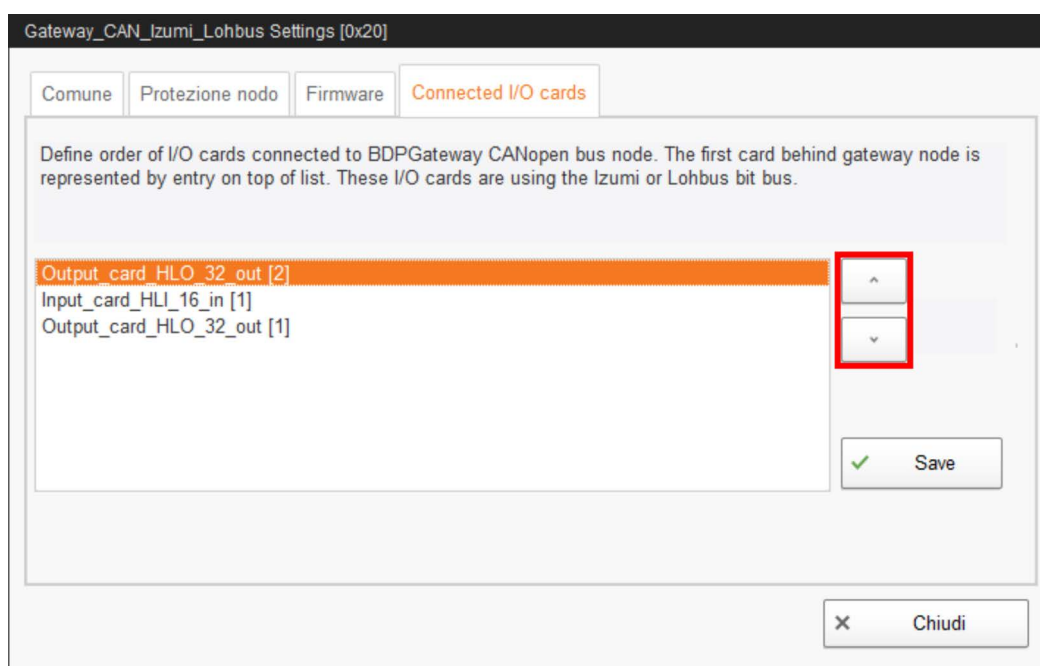 Gateway_CAN_Izumi_Lohbus Settings [0x20]
Comune
Protezione nodo
Firmware
Connected I/O cards
Define order of I/O cards connected to BDPGateway CANopen bus node. The first card behind gateway node is
represented by entry on top of list. These I/O cards are using the Izumi or Lohbus bit bus.
Output_card_HLO_32_out [2]
Input_card_HLI_16_in [1]
Output_card_HLO_32_out [1]
Save
Chiudi